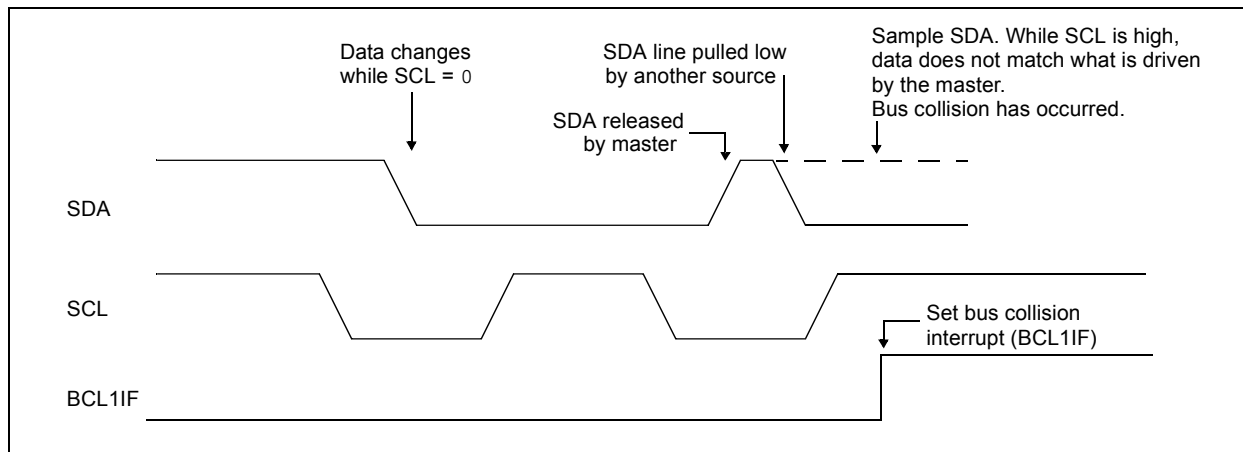 Data changes
while SCL = 0
SDA line pulled low
by another source
Sample SDA. While SCL is high,
data does not match what is driven
by the master.
Bus collision has occurred.
SDA released
by master
SDA
SCL
Set bus collision
interrupt (BCL1IF)
BCL1IF